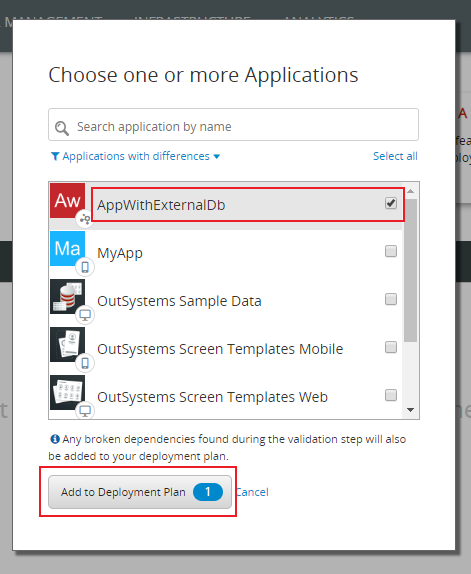 MANAGEMENT INFRASTRUCTURE ANALYTICS
Choose one or more Applications
A
Search application by name
fea
Applications with differences
Select all
ploy
Aw
AppWithExternalDb
Ma
MyApp
OutSystems Sample Data
OutSystems Screen Templates Mobile
OutSystems Screen Templates Web
Any broken dependencies found during the validation step will also
be added to your deployment plan.
Add to Deployment Plan 1
Cancel